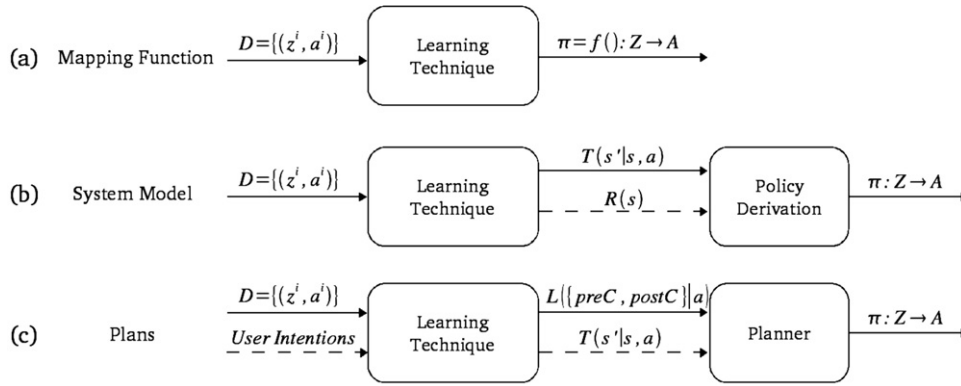 (a) Mapping Function
D={(z^i, a^i)}
Learning
Technique
π=f(): Z→A
(b) System Model
D={(z^i, a^i)}
Learning
Technique
T(s'|s,a)
R(s)
Policy
Derivation
π: Z→A
(c) Plans
D={(z^i, a^i)}
User Intentions
Learning
Technique
L({preC, postC}|a)
T(s'|s,a)
Planner
π: Z→A